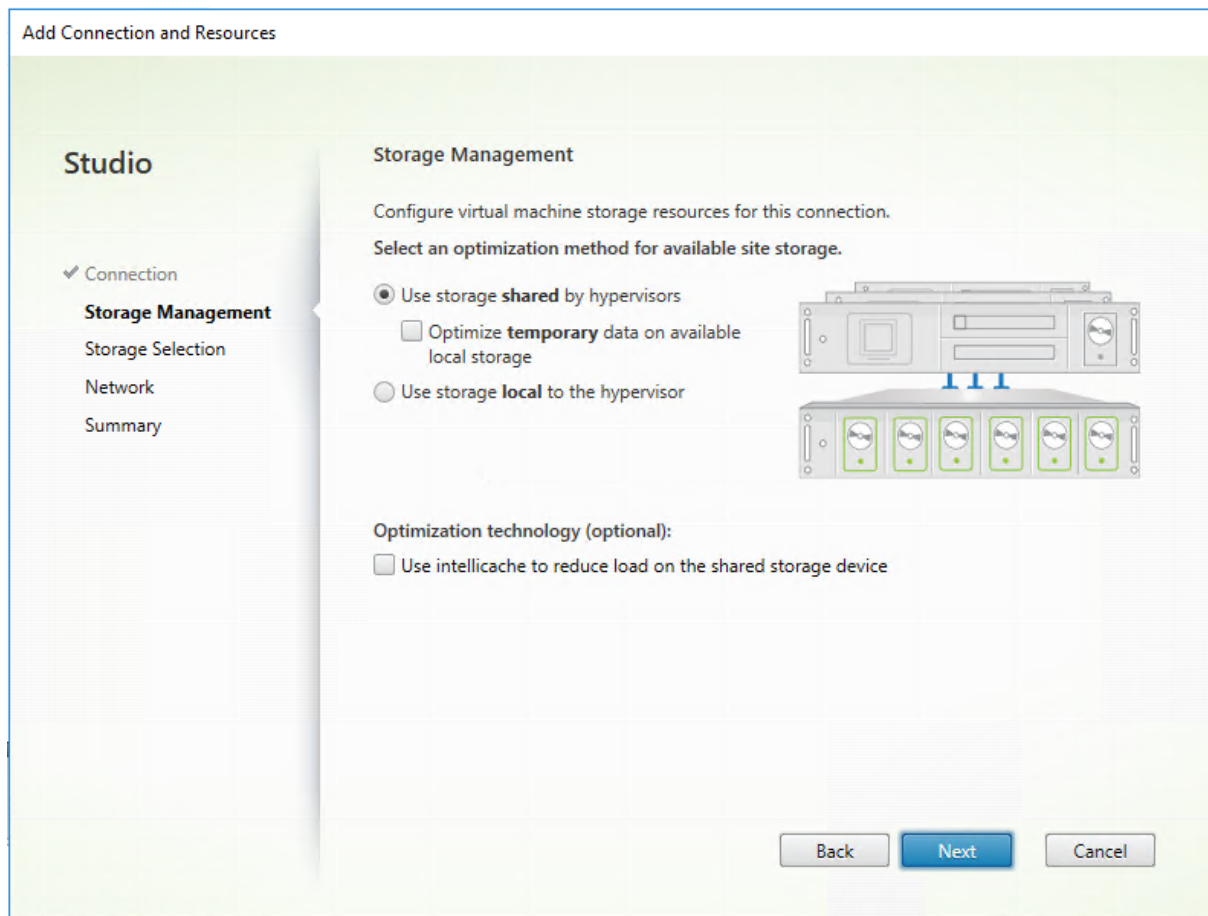 Add Connection and Resources
Studio
Connection
Storage Management
Storage Selection
Network
Summary
Storage Management
Configure virtual machine storage resources for this connection.
Select an optimization method for available site storage.
Use storage shared by hypervisors
Optimize temporary data on available
local storage
Use storage local to the hypervisor
Optimization technology (optional):
Use intellicache to reduce load on the shared storage device
Back
Next
Cancel